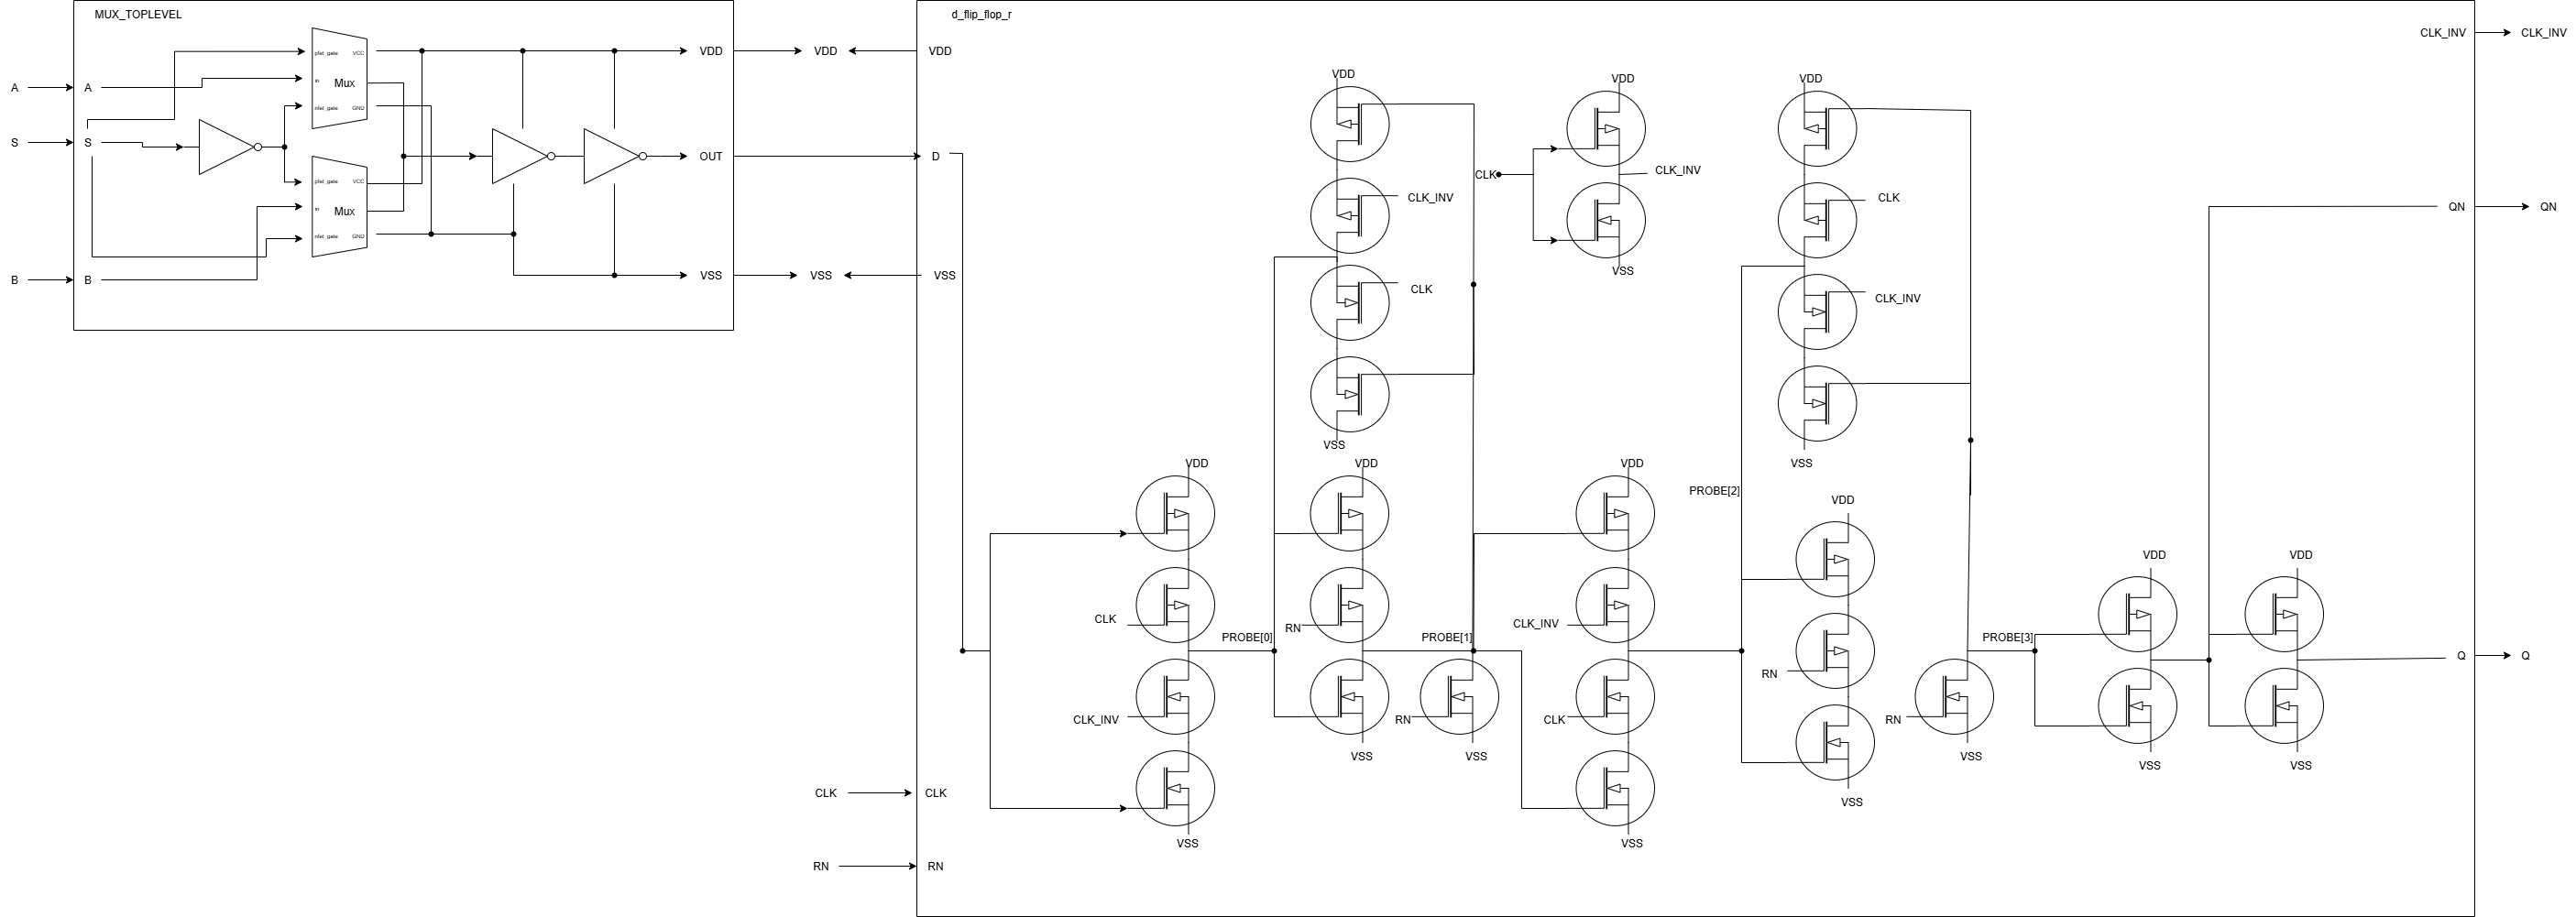 MUX_TOPLEVEL
A
A
S
S
B
B
pfet_gate
VCC
in
Mux
nfet_gate
GND
pfet_gate
VCC
in
Mux
nfet_gate
GND
VDD
VDD
OUT
VSS
VSS
d_flip_flop_r
VDD
D
VSS
CLK
CLK
RN
RN
VDD
CLK
CLK_INV
VSS
PROBE[0]
VDD
CLK_INV
CLK
VSS
VDD
RN
VSS
PROBE[1]
RN
VSS
CLK
VDD
CLK_INV
VSS
VDD
CLK_INV
CLK
VSS
PROBE[2]
VDD
CLK
CLK_INV
VSS
VDD
RN
VSS
RN
VSS
PROBE[3]
VDD
VSS
VDD
VSS
CLK_INV
CLK_INV
QN
QN
Q
Q